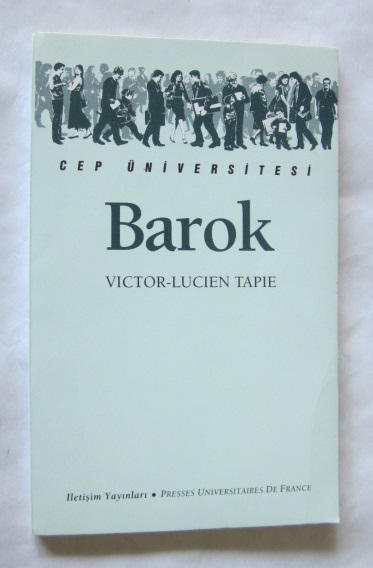 CEP ÜNİVERSİTESİ
Barok
VICTOR-LUCIEN TAPIE
İletişim Yayınları • PRESSES UNIVERSITAIRES DE FRANCE